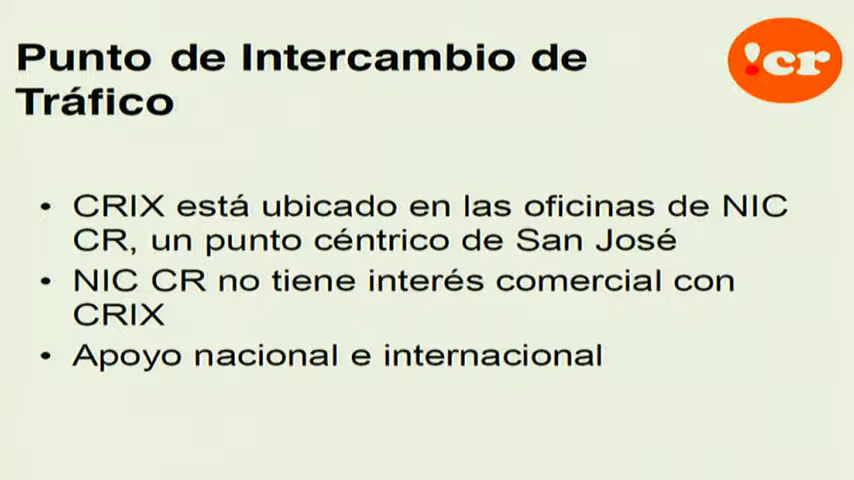 Punto de Intercambio de
Tráfico
!cr
• CRIX está ubicado en las oficinas de NIC
CR, un punto céntrico de San José
• NIC CR no tiene interés comercial con
CRIX
• Apoyo nacional e internacional